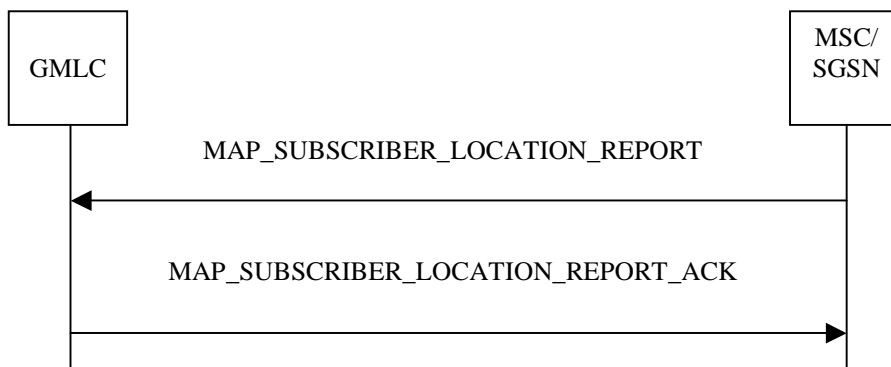 GMLC
MSC/
SGSN
MAP_SUBSCRIBER_LOCATION_REPORT
MAP_SUBSCRIBER_LOCATION_REPORT_ACK